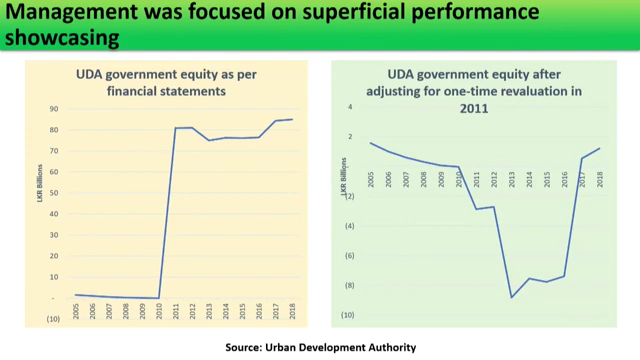 Management was focused on superficial performance
showcasing
UDA government equity as per
financial statements
90
80
70
60
50
40
30
20
10
-
(10)
LKR Billions
2005 2006 2007 2008 2009 2010 2011 2012 2013 2014 2015 2016 2017 2018
UDA government equity after
adjusting for one-time revaluation in
2011
4
2
(2)
(4)
(6)
(8)
(10)
LKR Billions
2005 2006 2007 2008 2009 2010 2011 2012 2013 2014 2015 2016 2017 2018
Source: Urban Development Authority